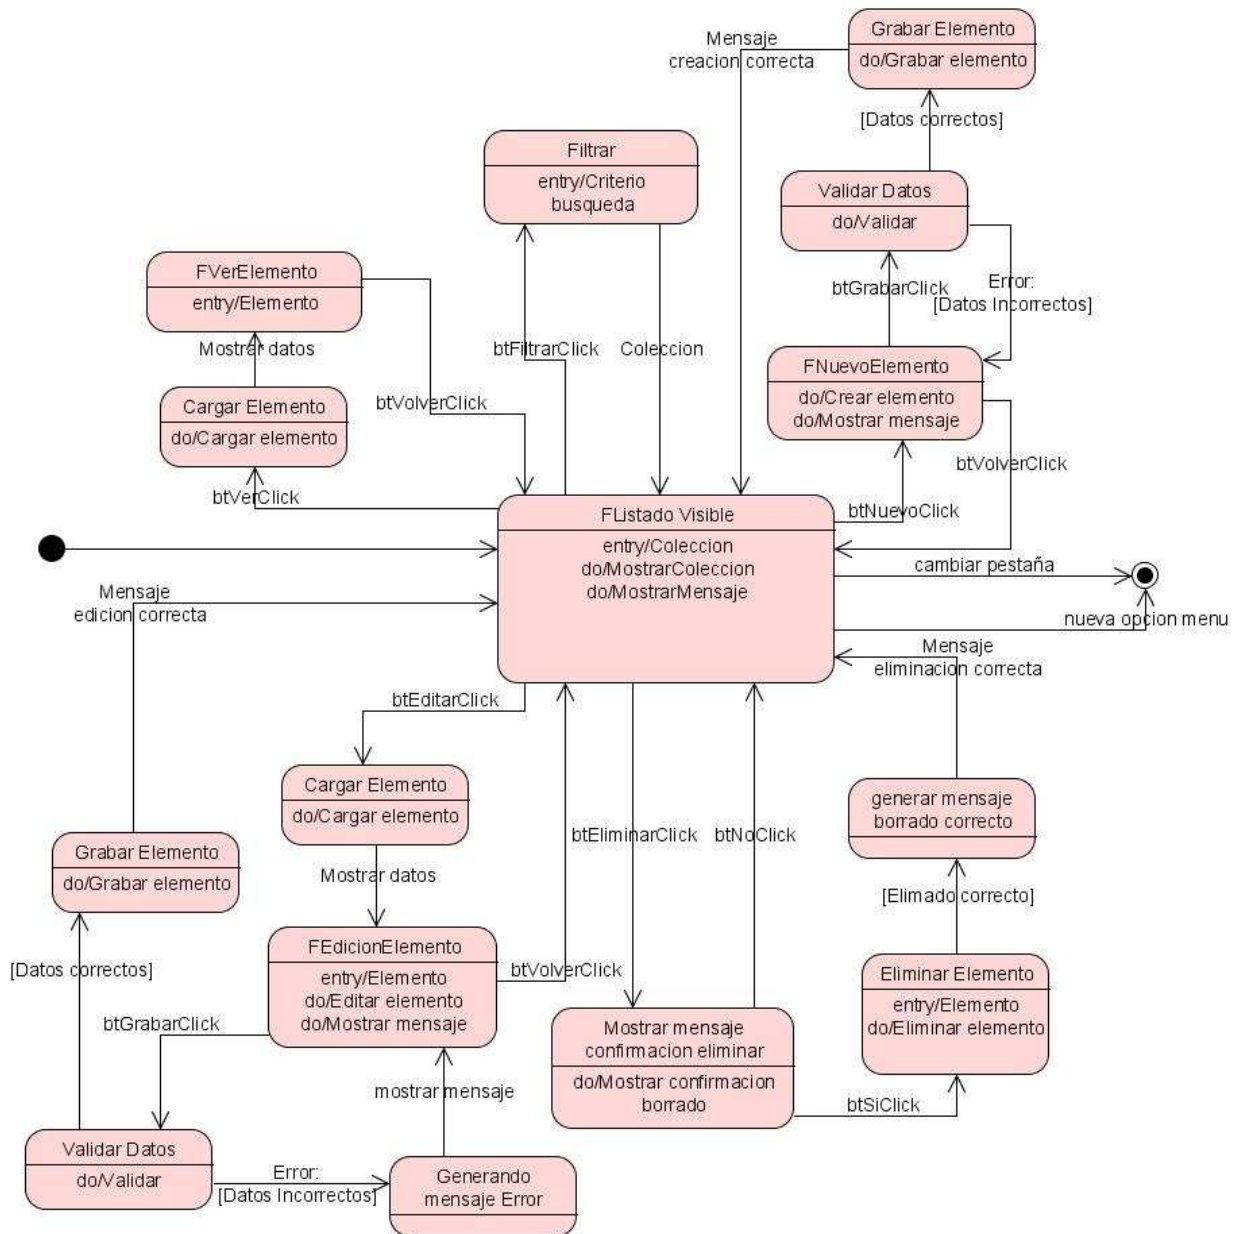 Grabar Elemento
do/Grabar elemento
Mensaje
creacion correcta
[Datos correctos]
Filtrar
entry/Criterio
busqueda
Validar Datos
do/Validar
FVerElemento
entry/Elemento
btGrabarClick
Error:
[Datos Incorrectos]
Mostrar datos
btFiltrarClick
Coleccion
FNuevoElemento
do/Crear elemento
do/Mostrar mensaje
Cargar Elemento
do/Cargar elemento
btVolverClick
btVolverClick
btVerClick
btNuevoClick
FListado Visible
entry/Coleccion
do/MostrarColeccion
do/MostrarMensaje
cambiar pestaña
nueva opcion menu
Mensaje
edicion correcta
Mensaje
eliminacion correcta
btEditarClick
Cargar Elemento
do/Cargar elemento
generar mensaje
borrado correcto
btEliminarClick
btNoClick
Grabar Elemento
do/Grabar elemento
Mostrar datos
[Elimado correcto]
FEdicionElemento
entry/Elemento
do/Editar elemento
do/Mostrar mensaje
[Datos correctos]
btVolverClick
Eliminar Elemento
entry/Elemento
do/Eliminar elemento
btGrabarClick
Mostrar mensaje
confirmacion eliminar
do/Mostrar confirmacion
borrado
mostrar mensaje
btSiClick
Validar Datos
do/Validar
Error:
[Datos Incorrectos]
Generando
mensaje Error